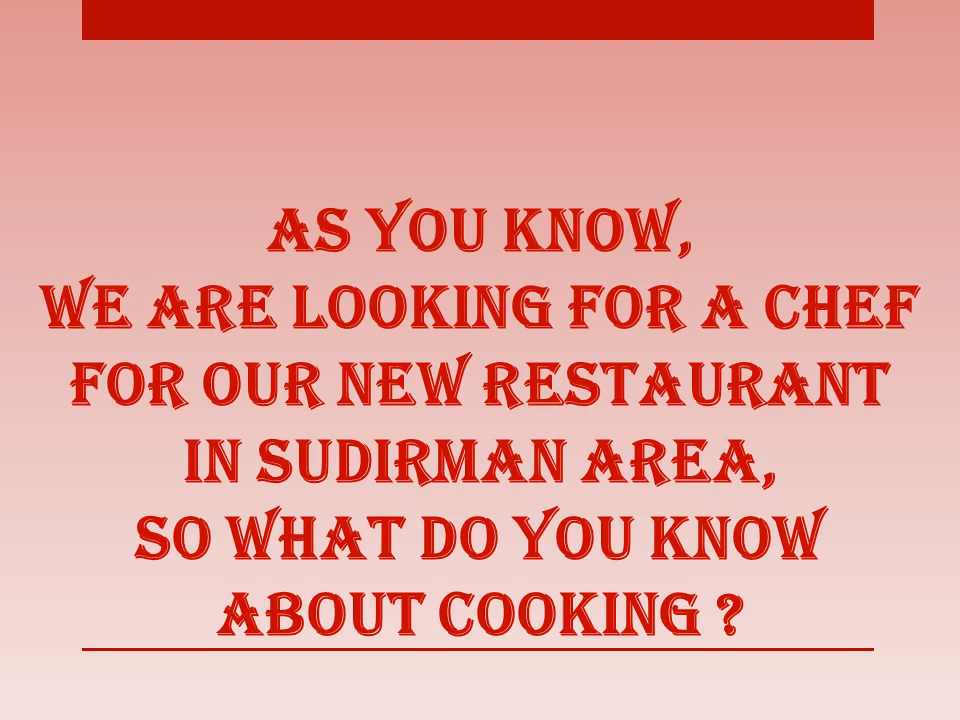 AS YOU KNOW,
WE ARE LOOKING FOR A CHEF
FOR OUR NEW RESTAURANT
IN SUDIRMAN AREA,
SO WHAT DO YOU KNOW
ABOUT COOKING ?